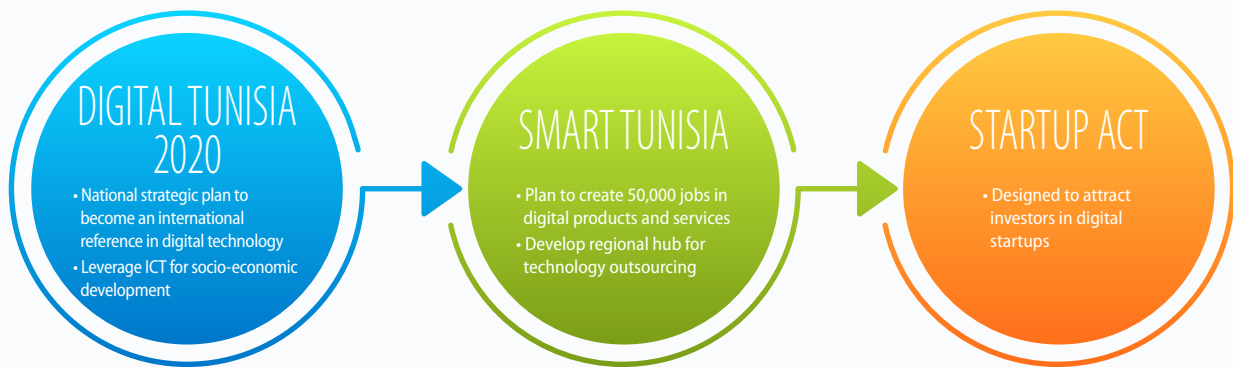 DIGITAL TUNISIA
2020
• National strategic plan to
become an international
reference in digital technology
• Leverage ICT for socio-economic
development
SMART TUNISIA
• Plan to create 50,000 jobs in
digital products and services
• Develop regional hub for
technology outsourcing
STARTUP ACT
• Designed to attract
investors in digital
startups